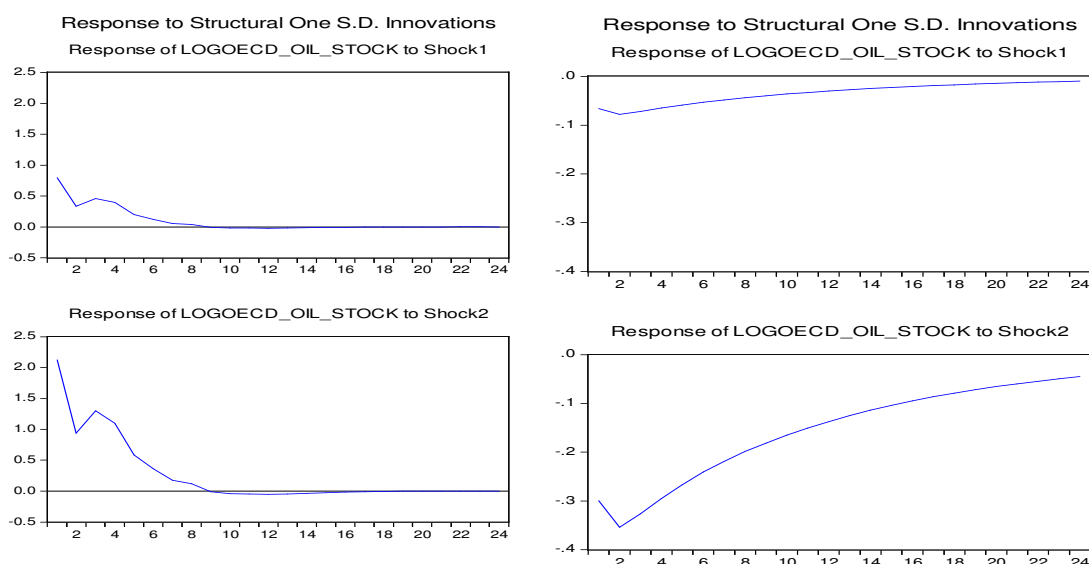 Response to Structural One S.D. Innovations
Response of LOGOECD_OIL_STOCK to Shock1
2.5
2.0
1.5
1.0
0.5
0.0
-0.5
2 4 6 8 10 12 14 16 18 20 22 24
Response of LOGOECD_OIL_STOCK to Shock2
2.5
2.0
1.5
1.0
0.5
0.0
-0.5
2 4 6 8 10 12 14 16 18 20 22 24
Response to Structural One S.D. Innovations
Response of LOGOECD_OIL_STOCK to Shock1
.0
-.1
-.2
-.3
-.4
2 4 6 8 10 12 14 16 18 20 22 24
Response of LOGOECD_OIL_STOCK to Shock2
.0
-.1
-.2
-.3
-.4
2 4 6 8 10 12 14 16 18 20 22 24